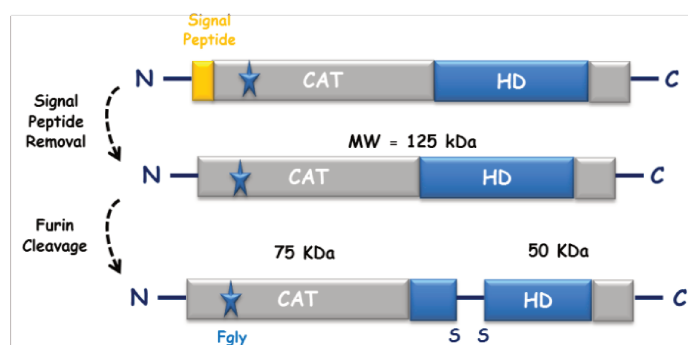 Signal
Peptide
N CAT HD C
Signal
Peptide
Removal
MW = 125 kDa
N CAT HD C
Furin
Cleavage
75 KDa 50 KDa
N CAT HD C
S S
Fgly